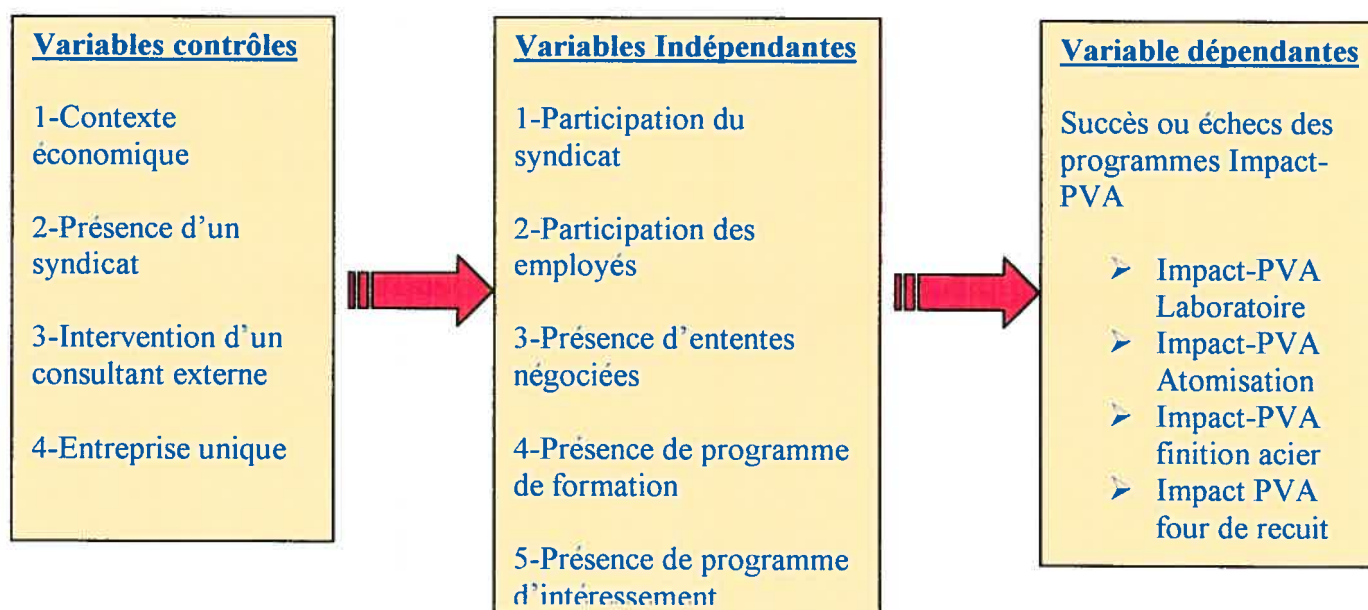 Variables contrôles
1-Contexte
économique
2-Présence d'un
syndicat
3-Intervention d'un
consultant externe
4-Entreprise unique
Variables Indépendantes
1-Participation du
syndicat
2-Participation des
employés
3-Présence d'ententes
négociées
4-Présence de programme
de formation
5-Présence de programme
d'intéressement
Variable dépendantes
Succès ou échecs des
programmes Impact-
PVA
➢ Impact-PVA
Laboratoire
➢ Impact-PVA
Atomisation
➢ Impact-PVA
finition acier
➢ Impact PVA
four de recuit